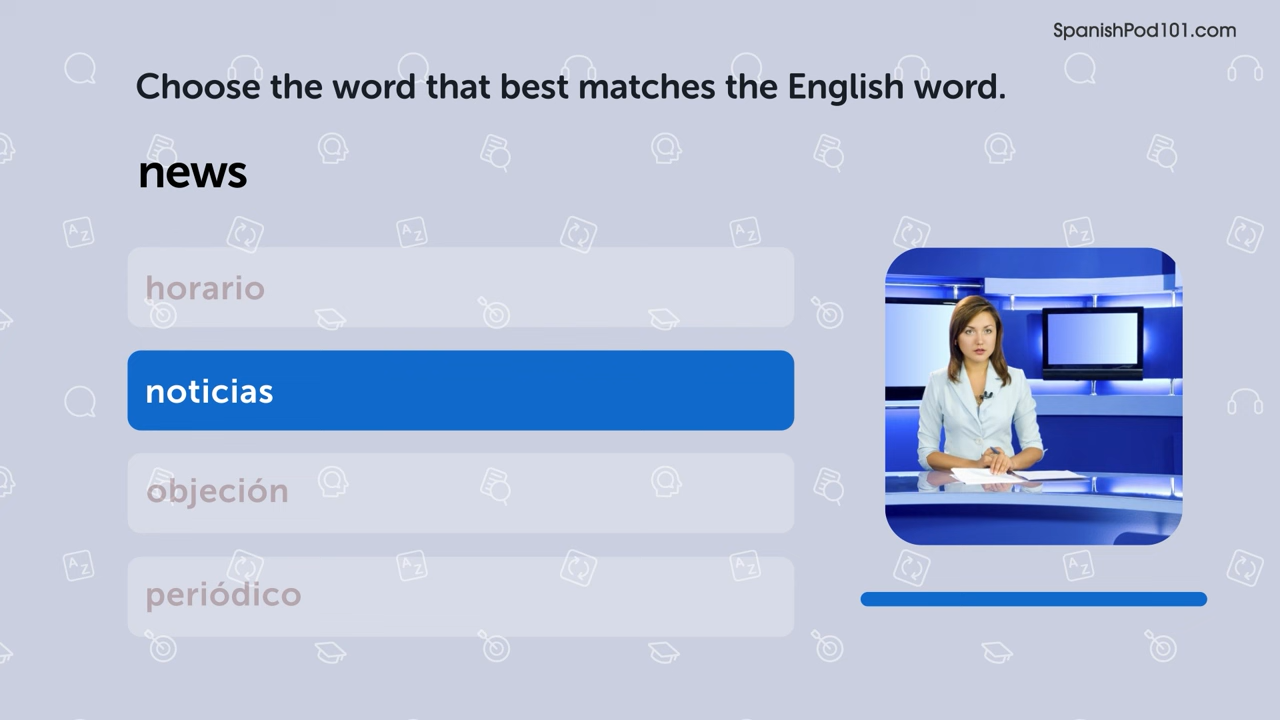 SpanishPod101.com
Choose the word that best matches the English word.
news
horario
noticias
objeción
periódico